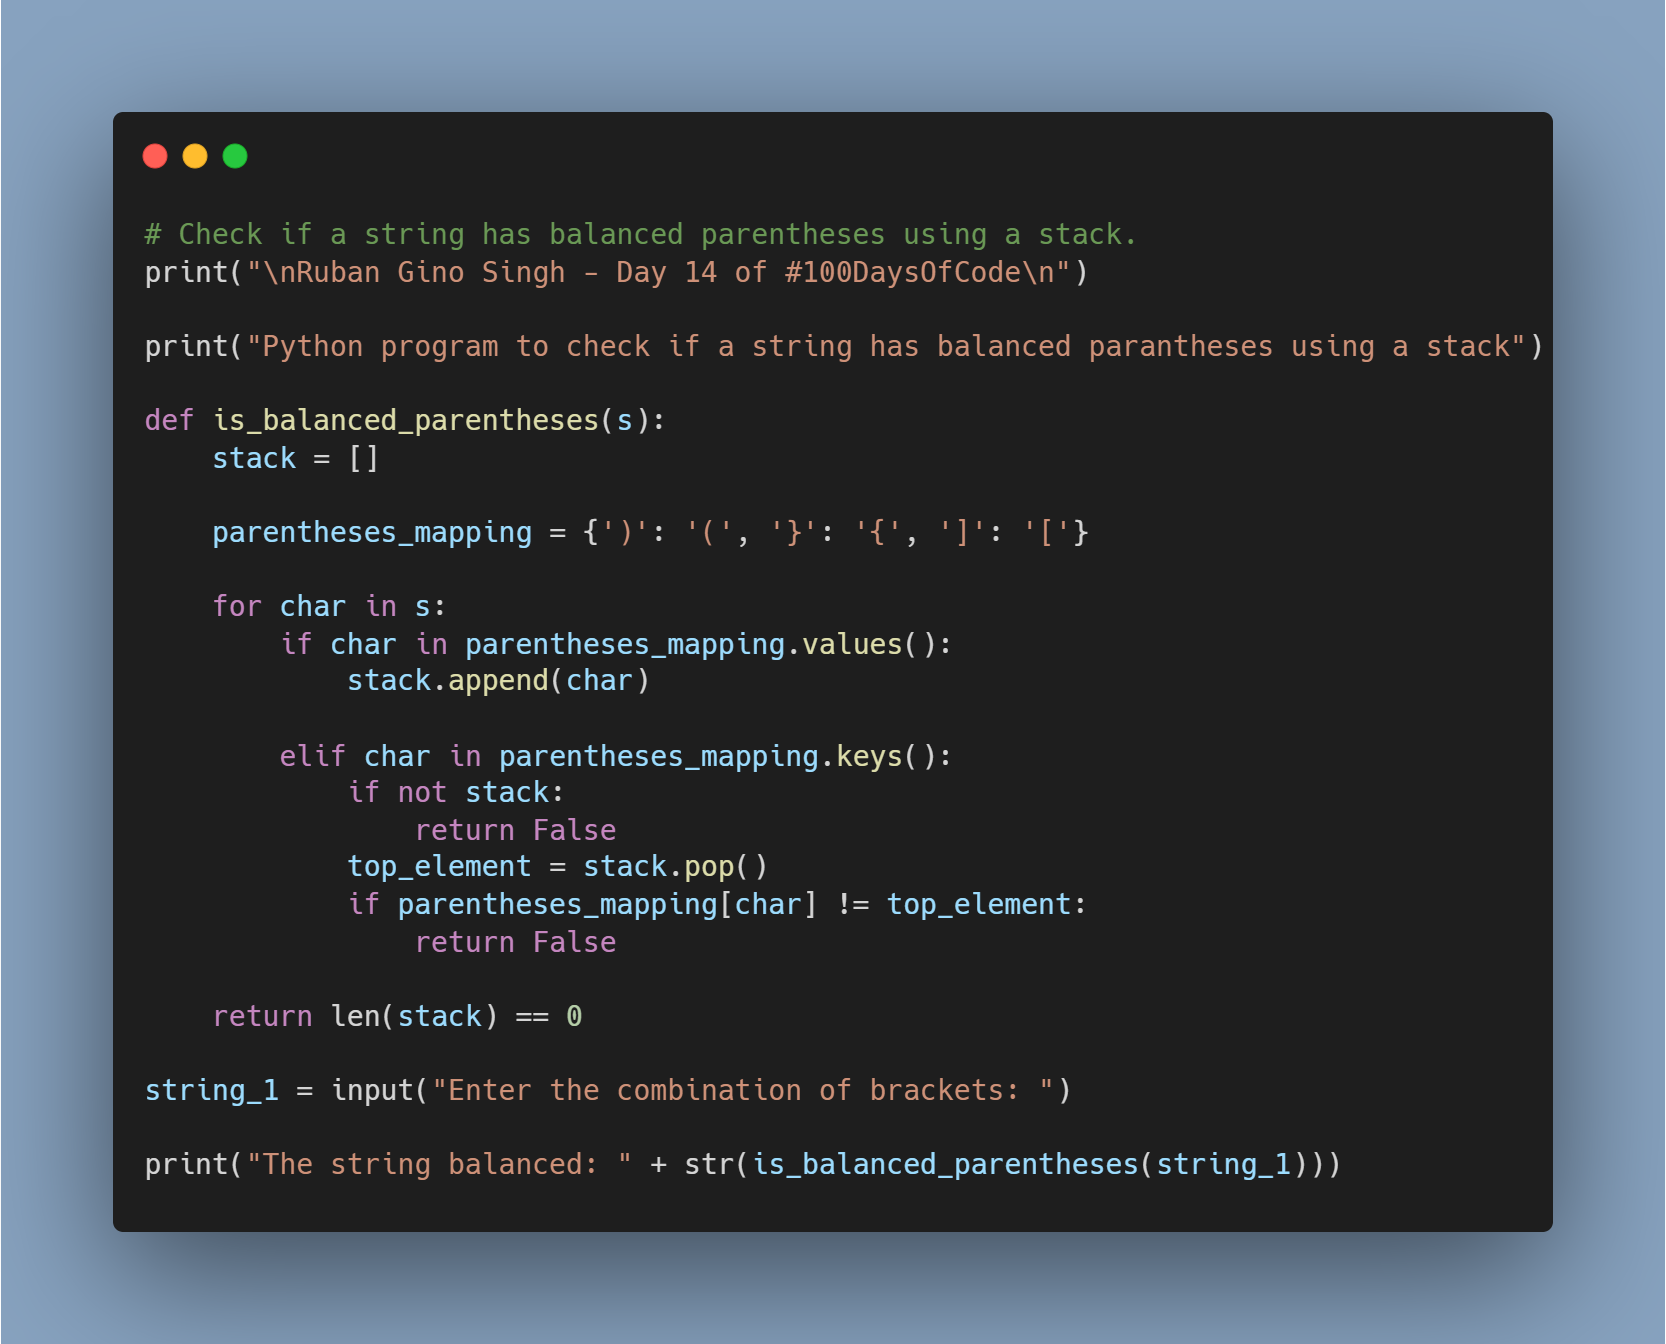 # Check if a string has balanced parentheses using a stack.
print("\nRuban Gino Singh - Day 14 of #100DaysOfCode\n")

print("Python program to check if a string has balanced parantheses using a stack")

def is_balanced_parentheses(s):
    stack = []

    parentheses_mapping = {')': '(', '}': '{', ']': '['}

    for char in s:
        if char in parentheses_mapping.values():
            stack.append(char)

        elif char in parentheses_mapping.keys():
            if not stack:
                return False
            top_element = stack.pop()
            if parentheses_mapping[char] != top_element:
                return False

    return len(stack) == 0

string_1 = input("Enter the combination of brackets: ")

print("The string balanced: " + str(is_balanced_parentheses(string_1)))